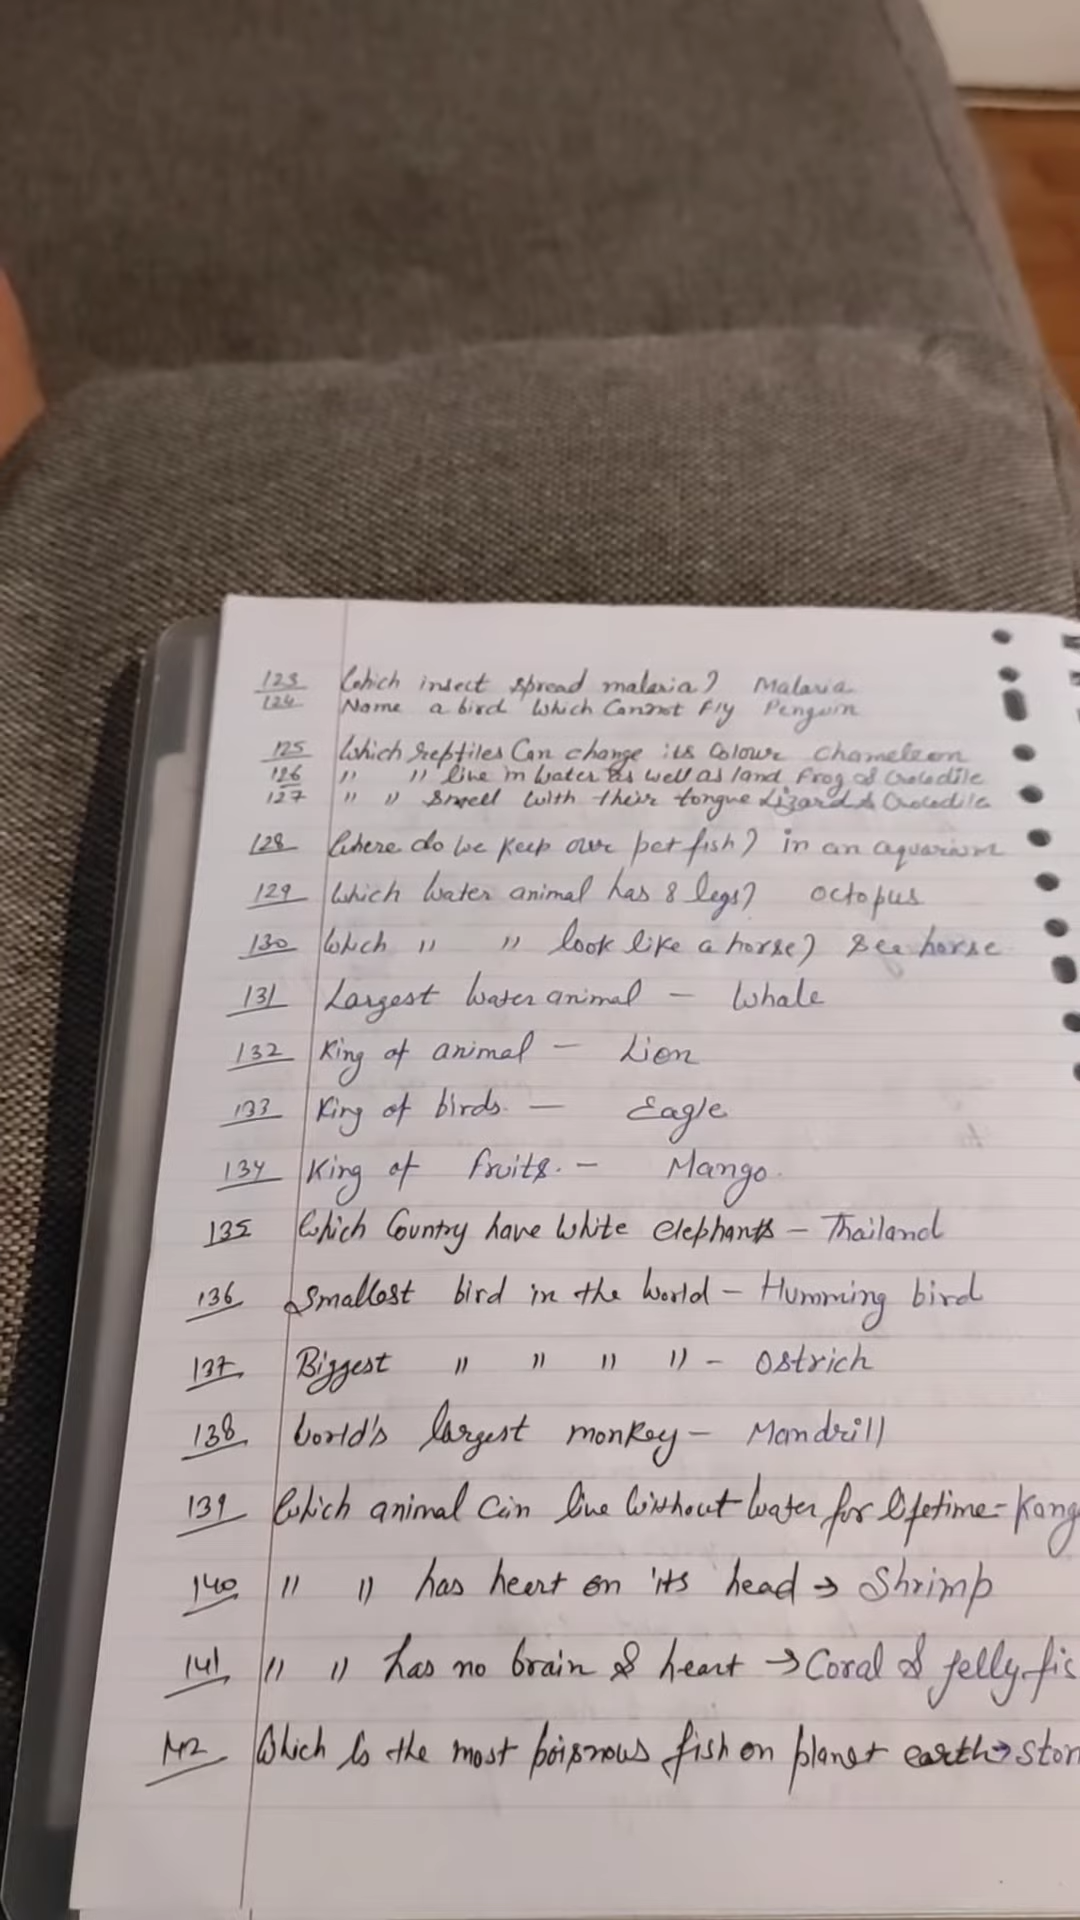 123 Which insect spread malaria? Malaria
124 Name a bird which Cannot Fly Penguin
125 Which reptiles Can change its Colour Chameleon
126 " " live in water as well as land Frog & Crocodile
127 " " Smell with their tongue Lizard & Crocodile
128 Where do we keep our pet fish? in an aquarium
129 Which water animal has 8 legs? octopus
130 Which " " look like a horse? See horse
131 Largest water animal - Whale
132 King of animal - Lion
133 King of birds. - Eagle
134 King of fruits. - Mango.
135 Which Country have White elephants - Thailand
136 Smallest bird in the World - Humming bird
137 Biggest " " " " - Ostrich
138 World's largest monkey - Mandrill
139 Which animal Can live Without Water for lifetime - Kang
140 " " has heart on its head → Shrimp
141 " " has no brain & heart → Coral & Jelly fis
142 Which is the most poisnous fish on planet earth → Ston